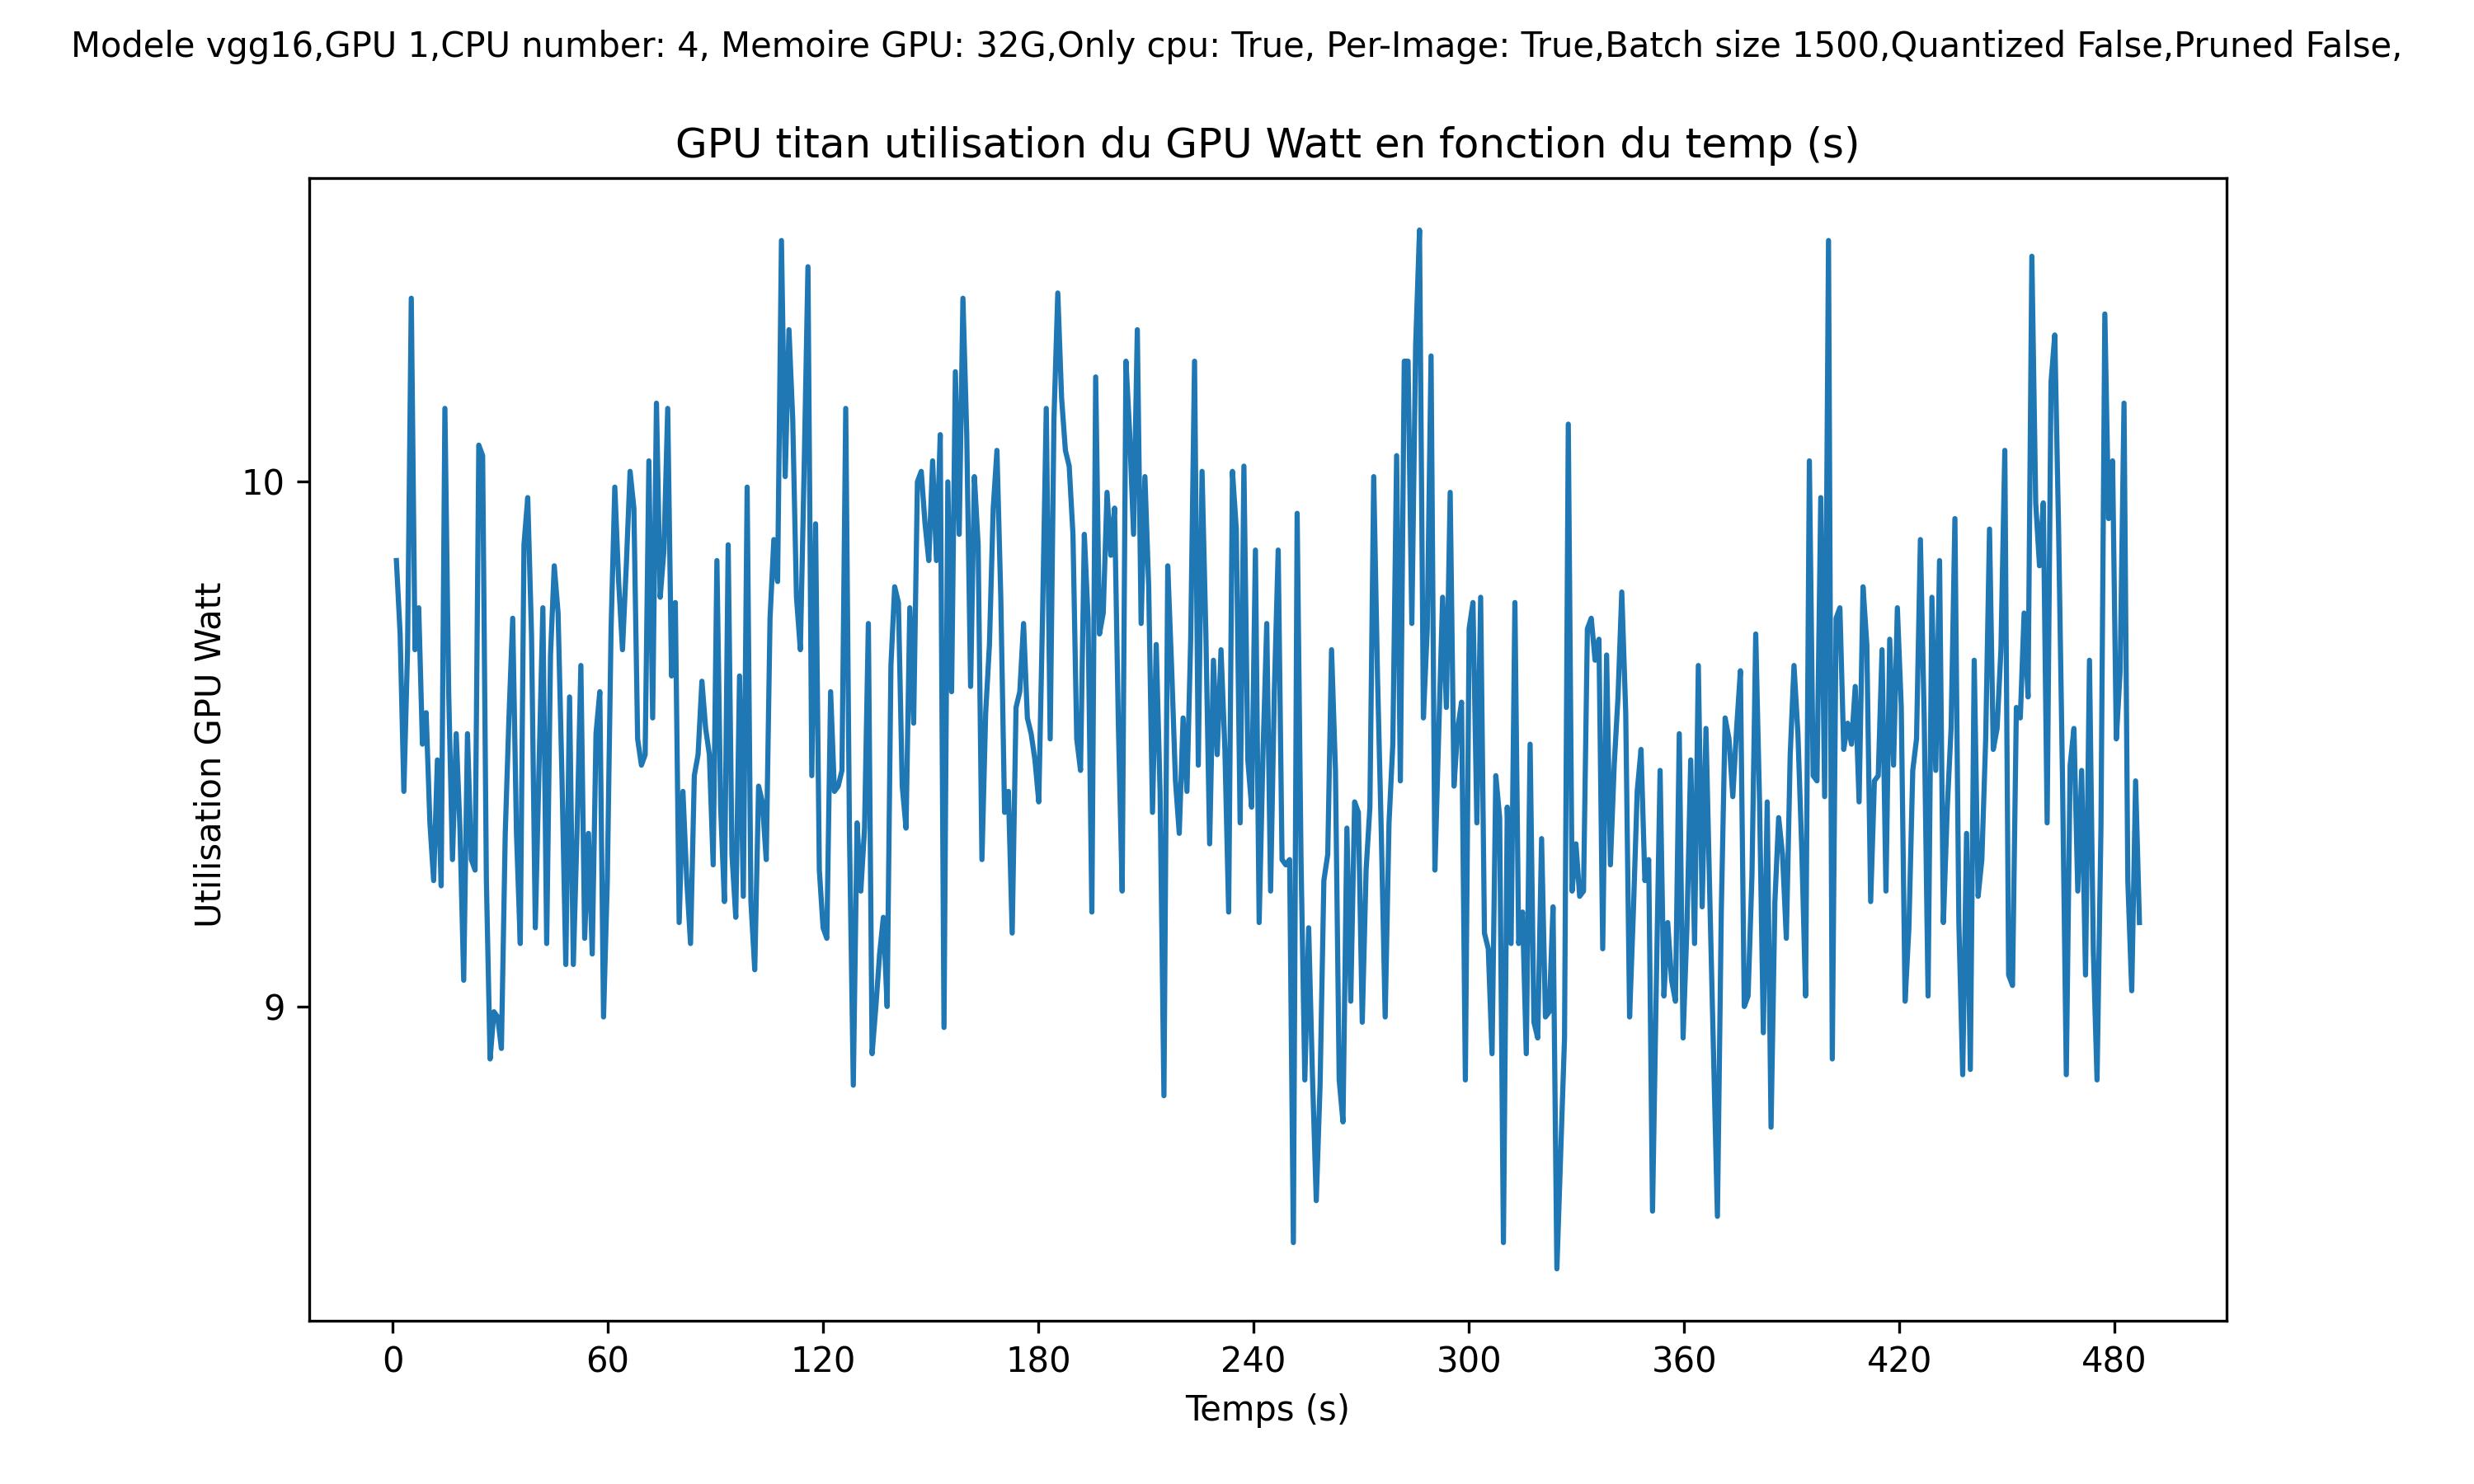 Modele vgg16,GPU 1,CPU number: 4, Memoire GPU: 32G,Only cpu: True, Per-Image: True,Batch size 1500,Quantized False,Pruned False,
GPU titan utilisation du GPU Watt en fonction du temp (s)
Utilisation GPU Watt
10
9
0 60 120 180 240 300 360 420 480
Temps (s)